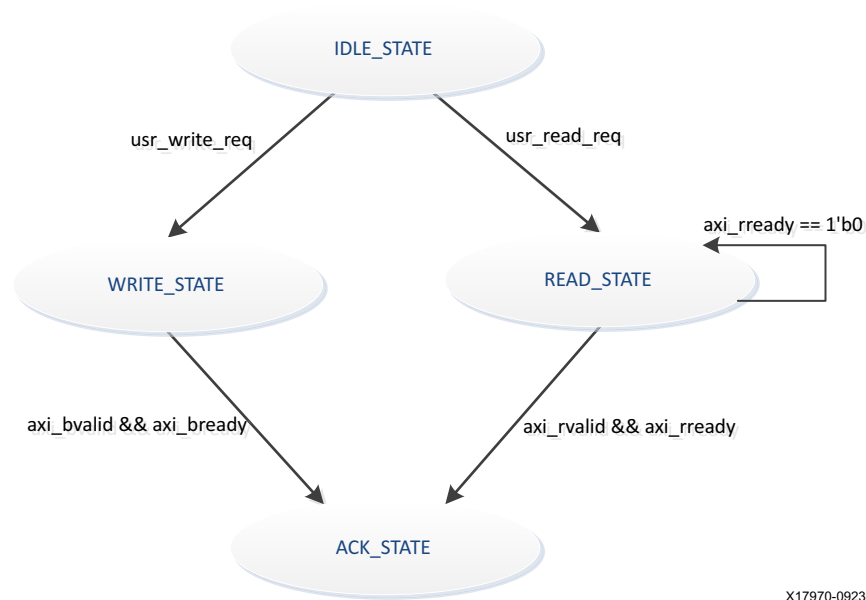 IDLE_STATE
usr_write_req
usr_read_req
axi_rready == 1'b0
WRITE_STATE
READ_STATE
axi_bvalid && axi_bready
axi_rvalid && axi_rready
ACK_STATE
X17970-0923